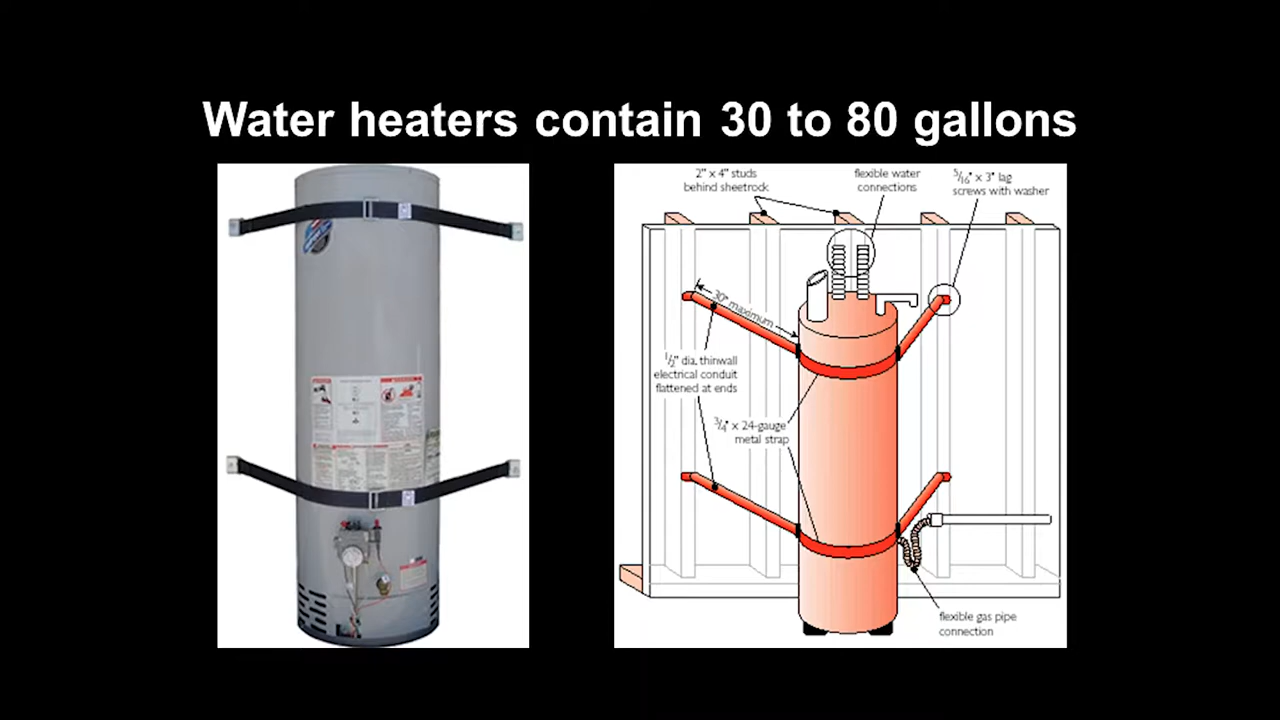 Water heaters contain 30 to 80 gallons
2" x 4" studs
behind sheetrock
flexible water
connections
5/16" x 3" lag
screws with washer
30" maximum
1/2" dia. thinwall
electrical conduit
flattened at ends
3/4" x 24-gauge
metal strap
flexible gas pipe
connection